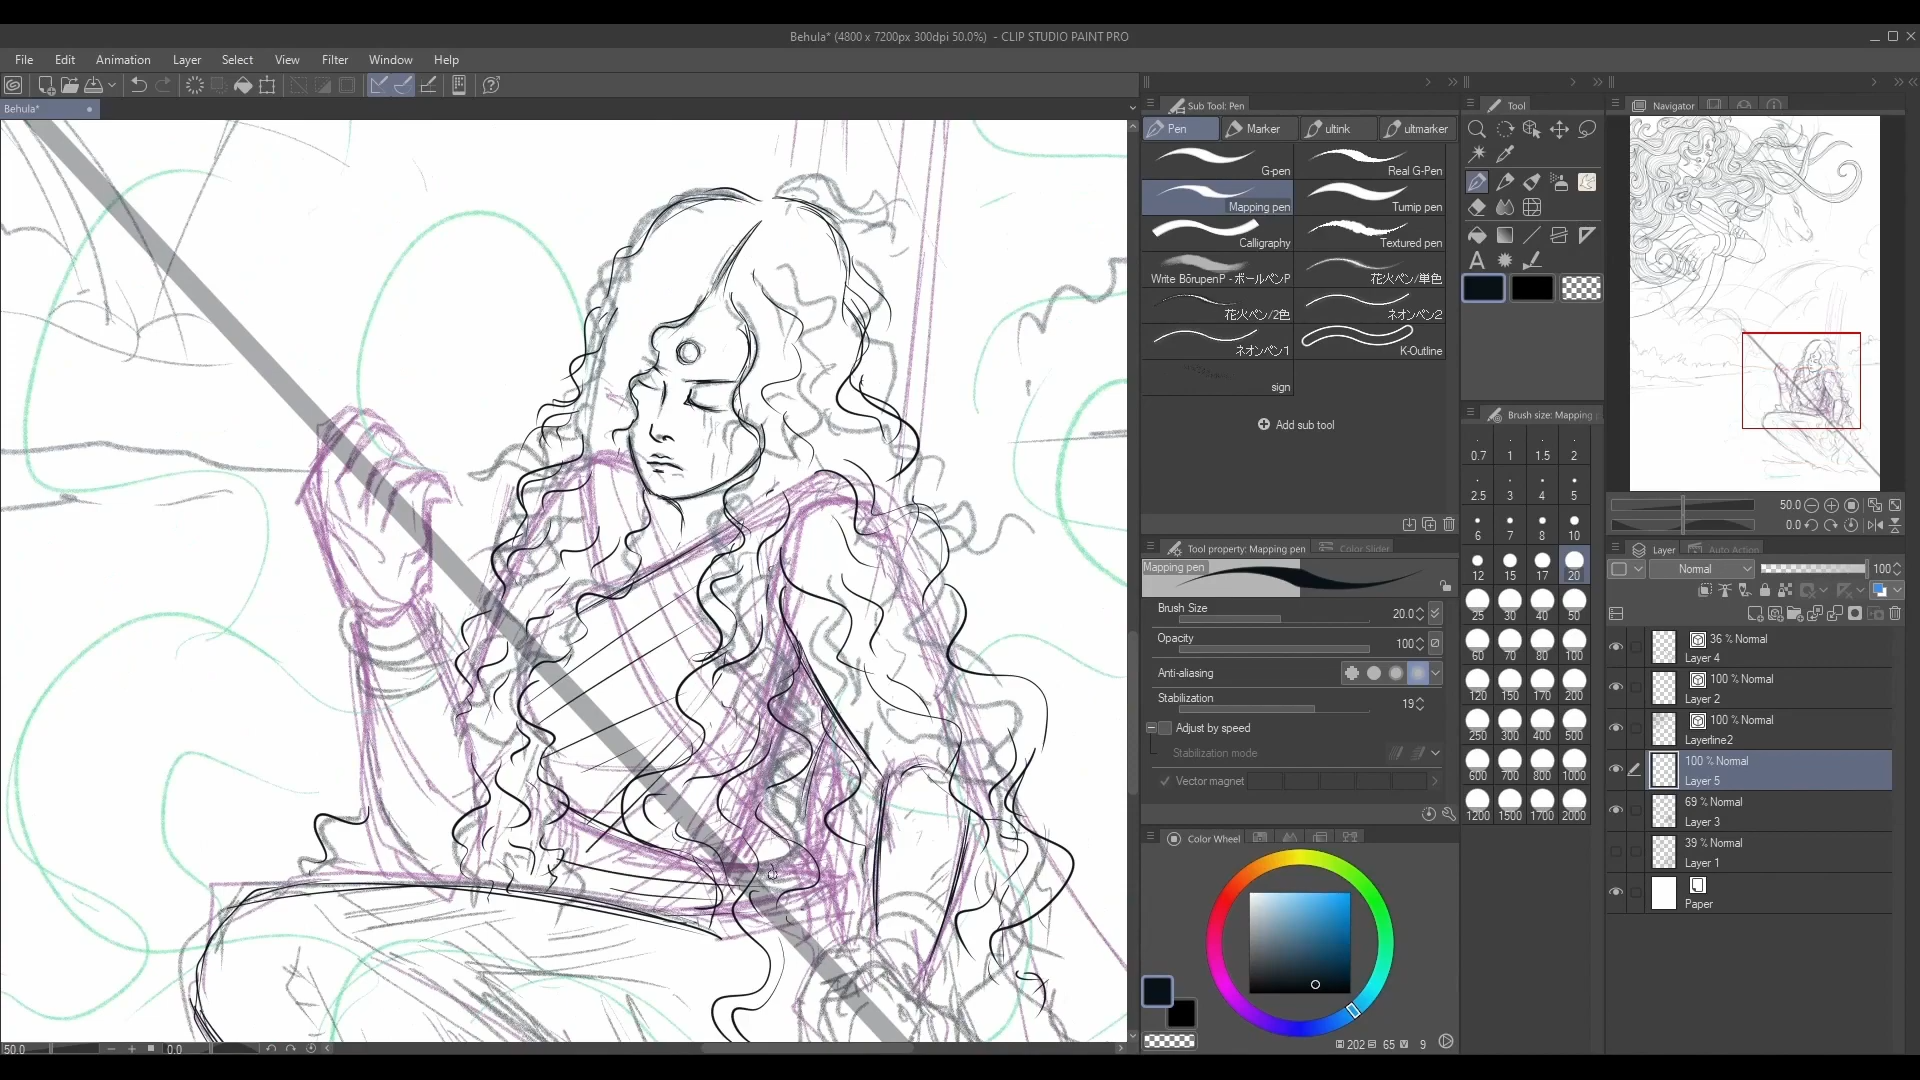 Behula* (4800 x 7200px 300dpi 50.0%) - CLIP STUDIO PAINT PRO
File Edit Animation Layer Select View Filter Window Help
Behula*
Sub Tool: Pen
Pen Marker ultink ultmarker
G-pen Real G-Pen
Mapping pen Turnip pen
Calligraphy Textured pen
Write BōrupenP - ボールペンP 花火ペン/単色
花火ペン/2色 ネオンペン2
ネオンペン1 K-Outline
sign
Add sub tool
Tool property: Mapping pen Color Slider
Mapping pen
Brush Size 20.0
Opacity 100
Anti-aliasing
Stabilization 19
Adjust by speed
Stabilization mode
Vector magnet
Color Wheel
202 65 9
Tool
A
Brush size: Mapping p
0.7 1 1.5 2
2.5 3 4 5
6 7 8 10
12 15 17 20
25 30 40 50
60 70 80 100
120 150 170 200
250 300 400 500
600 700 800 1000
1200 1500 1700 2000
Navigator
50.0
0.0
Layer Auto Action
Normal 100
36 % Normal
Layer 4
100 % Normal
Layer 2
100 % Normal
Layerline2
100 % Normal
Layer 5
69 % Normal
Layer 3
39 % Normal
Layer 1
Paper
50.0 0.0